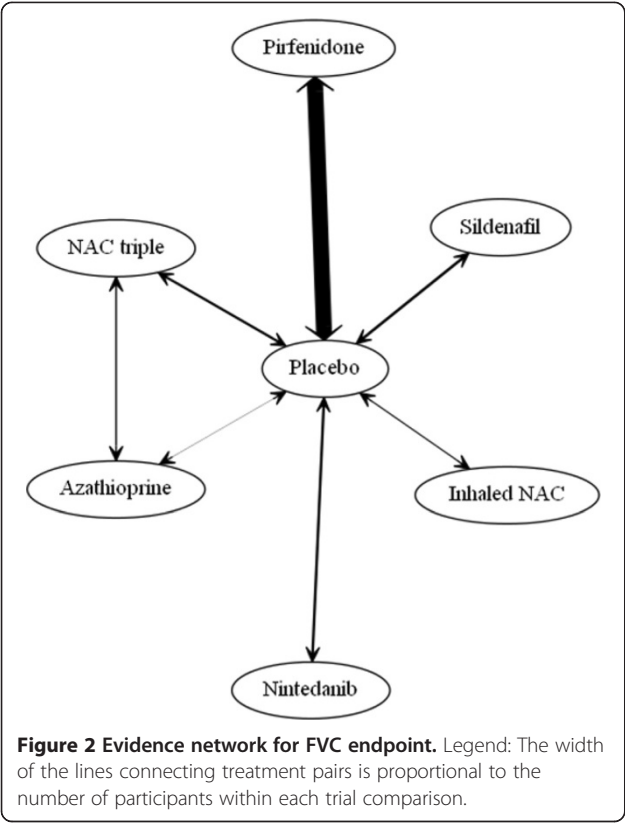 Pirfenidone
Sildenafil
NAC triple
Placebo
Azathioprine
Inhaled NAC
Nintedanib
Figure 2 Evidence network for FVC endpoint. Legend: The width
of the lines connecting treatment pairs is proportional to the
number of participants within each trial comparison.